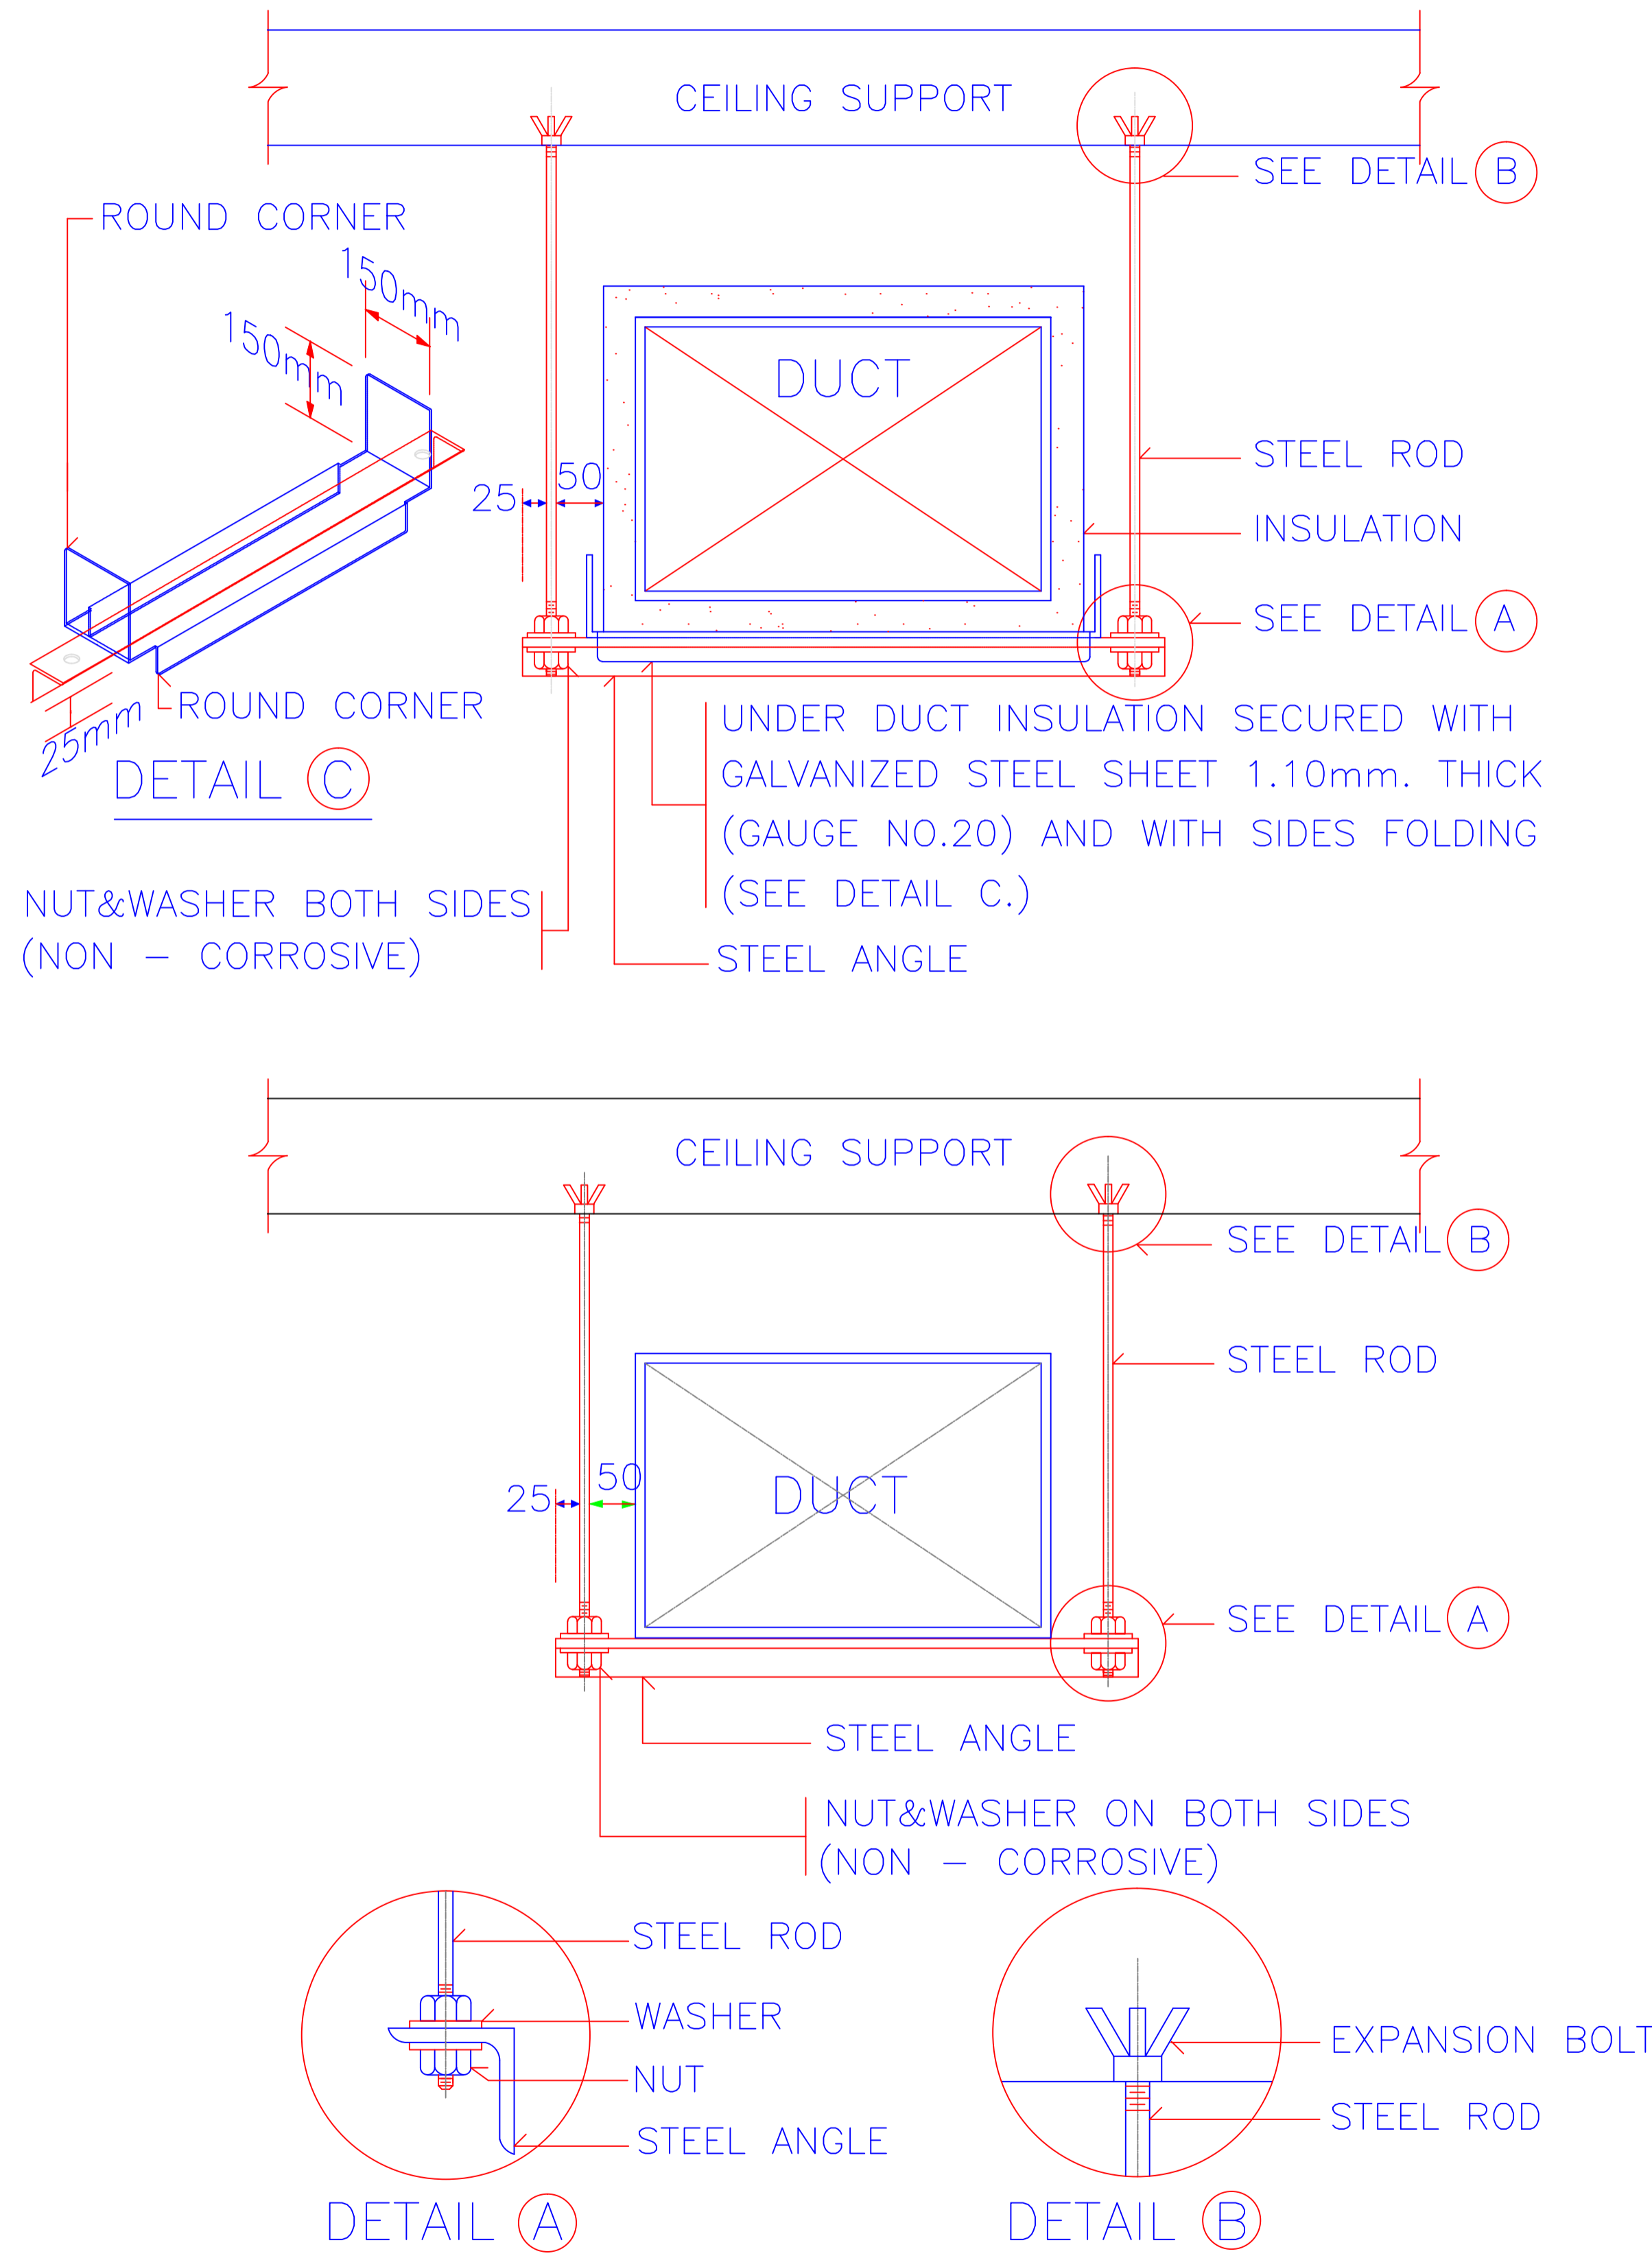 CEILING SUPPORT
SEE DETAIL B
ROUND CORNER
150mm
150mm
DUCT
STEEL ROD
50
25
INSULATION
SEE DETAIL A
ROUND CORNER
25mm
DETAIL C
UNDER DUCT INSULATION SECURED WITH
GALVANIZED STEEL SHEET 1.10mm. THICK
(GAUGE NO.20) AND WITH SIDES FOLDING
(SEE DETAIL C.)
NUT&WASHER BOTH SIDES
(NON - CORROSIVE)
STEEL ANGLE
CEILING SUPPORT
SEE DETAIL B
STEEL ROD
50
25
DUCT
SEE DETAIL A
STEEL ANGLE
NUT&WASHER ON BOTH SIDES
(NON - CORROSIVE)
STEEL ROD
WASHER
NUT
STEEL ANGLE
DETAIL A
EXPANSION BOLT
STEEL ROD
DETAIL B